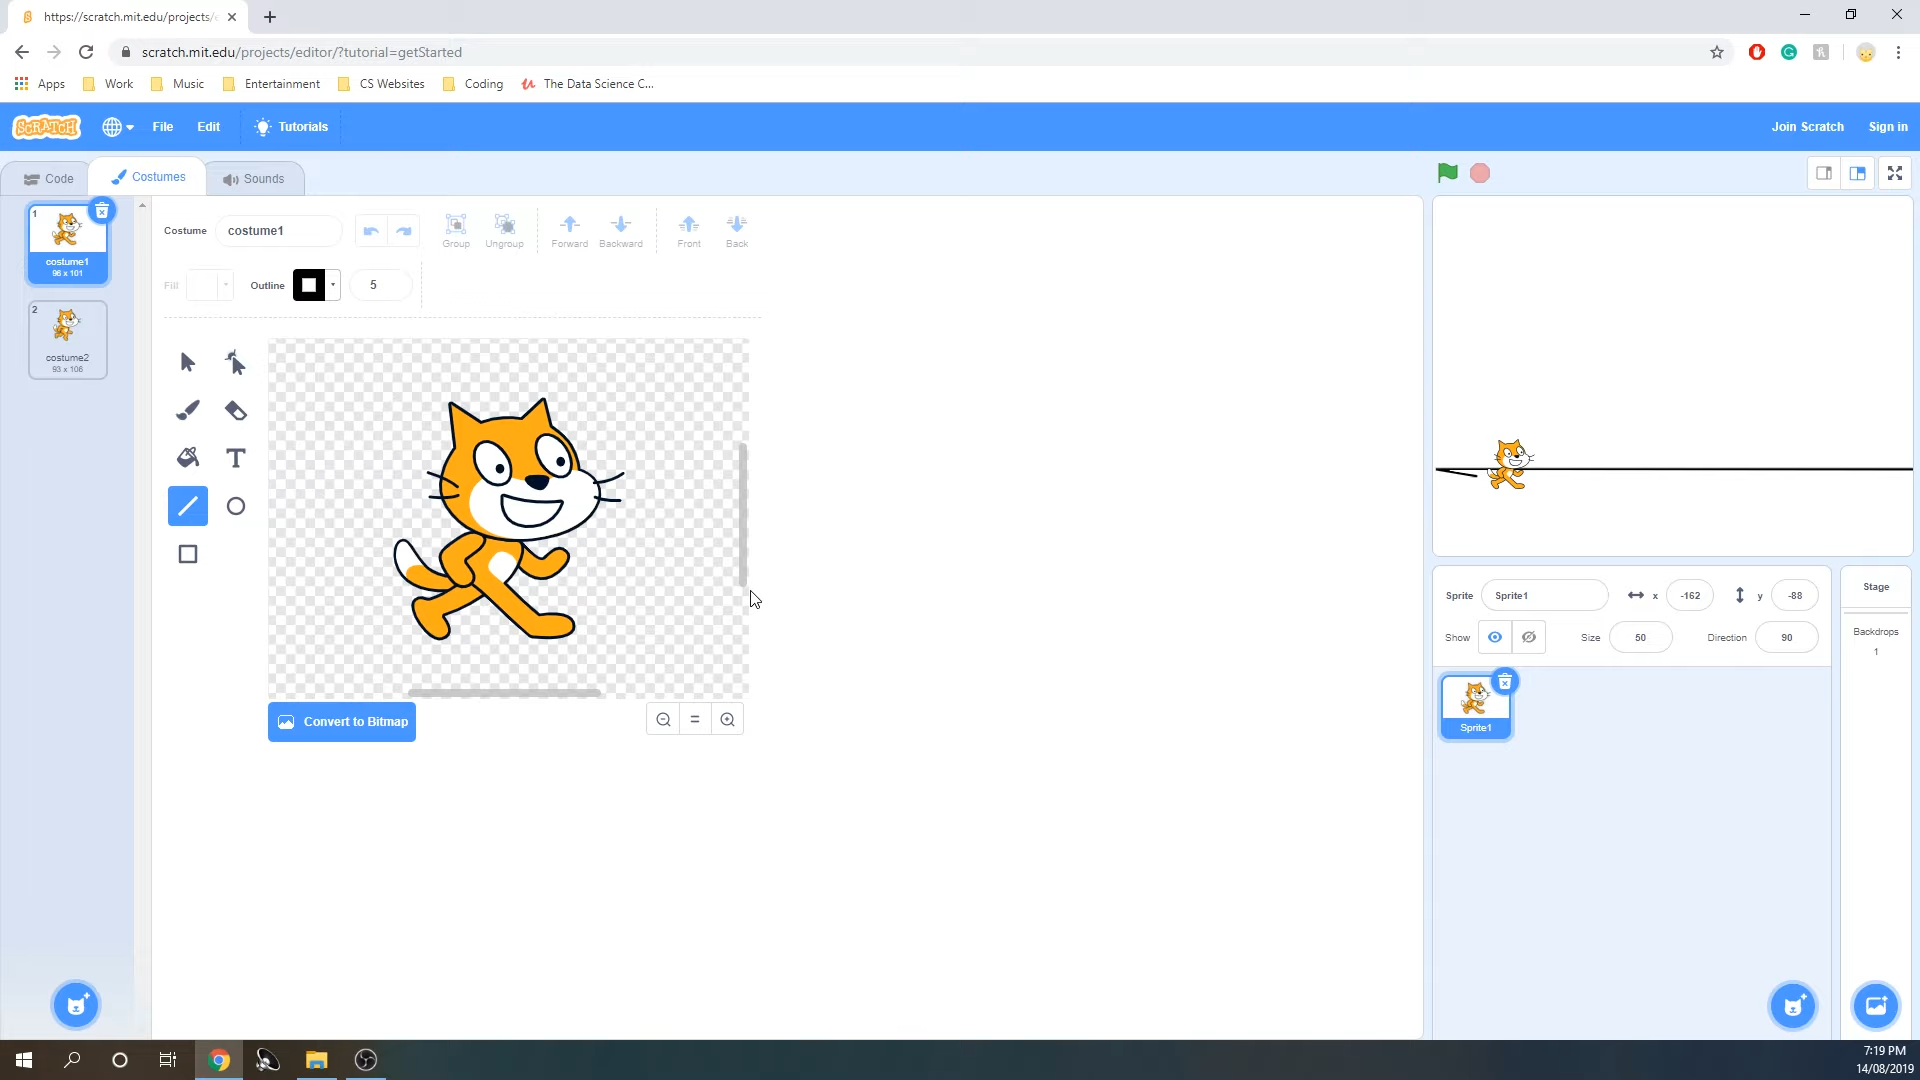 https://scratch.mit.edu/projects/e
scratch.mit.edu/projects/editor/?tutorial=getStarted
Apps Work Music Entertainment CS Websites Coding The Data Science C...
SCRATCH File Edit Tutorials Join Scratch Sign in
Code Costumes Sounds
1
costume1
96 x 101
2
costume2
93 x 106
Costume costume1 Group Ungroup Forward Backward Front Back
Fill Outline 5
T
Convert to Bitmap
Sprite Sprite1 x -162 y -88
Show Size 50 Direction 90
Sprite1
Stage
Backdrops
1
7:19 PM
14/08/2019